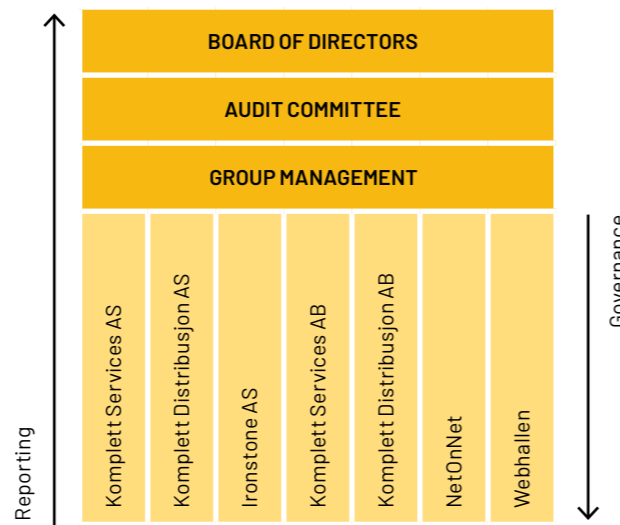 BOARD OF DIRECTORS
AUDIT COMMITTEE
GROUP MANAGEMENT
Reporting
Komplett Services AS
Komplett Distribusjon AS
Ironstone AS
Komplett Services AB
Komplett Distribusjon AB
NetOnNet
Webhallen
Governance